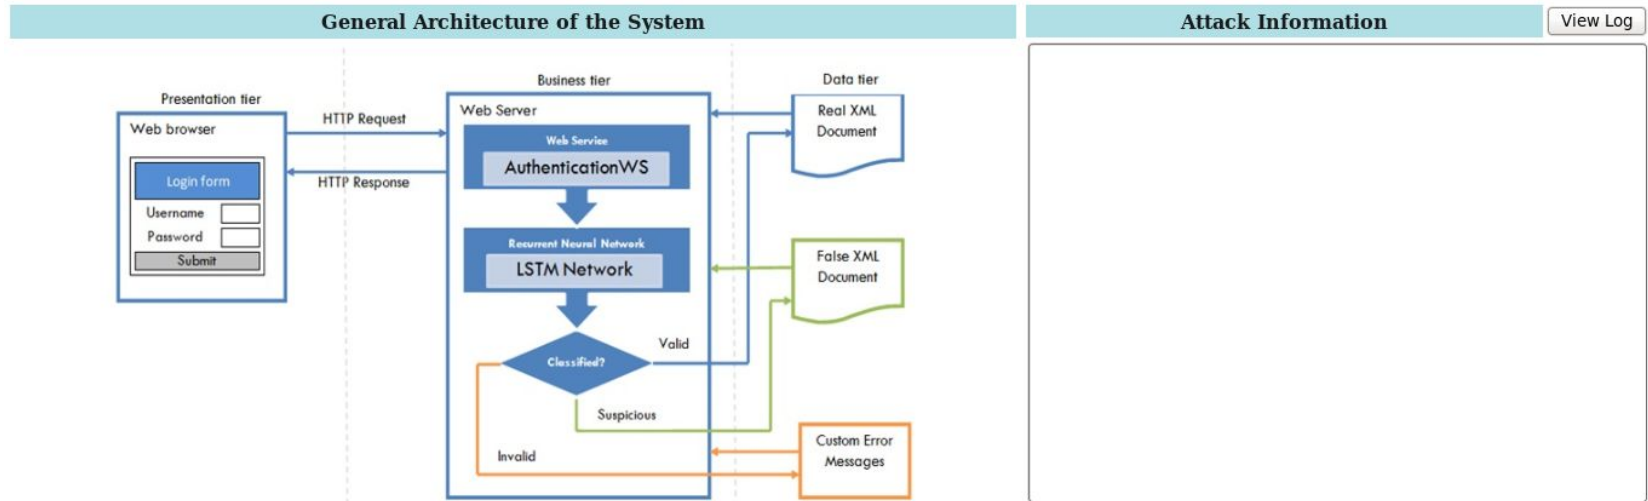 General Architecture of the System
Attack Information
View Log
Presentation tier
Business tier
Data tier
Web browser
Login form
Username
Password
Submit
HTTP Request
HTTP Response
Web Server
Web Service
AuthenticationWS
Recurrent Neural Network
LSTM Network
Classified?
Valid
Suspicious
Invalid
Real XML
Document
False XML
Document
Custom Error
Messages